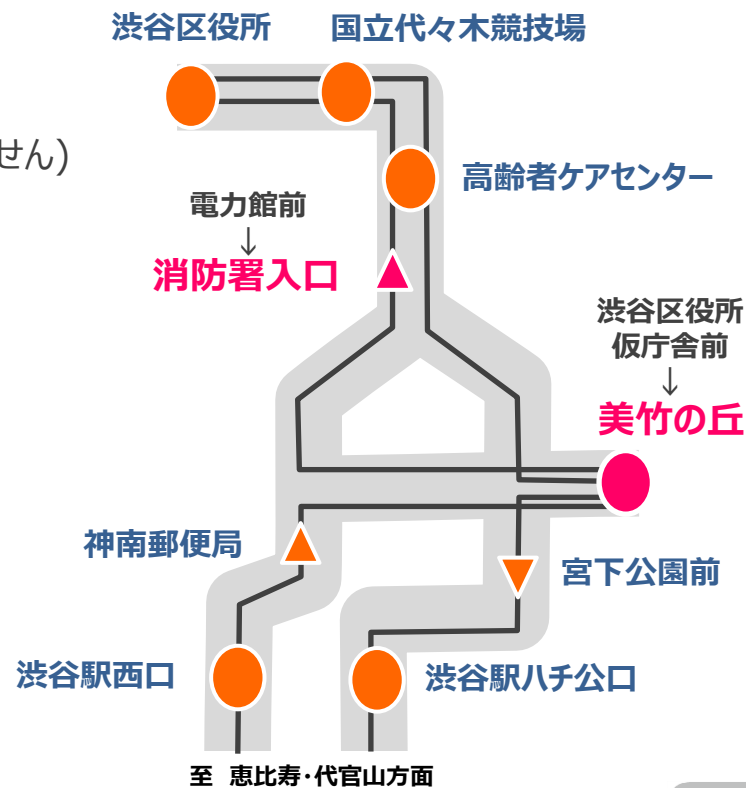 渋谷区役所
国立代々木競技場
せん)
高齢者ケアセンター
電力館前
↓
消防署入口
渋谷区役所
仮庁舎前
↓
美竹の丘
神南郵便局
宮下公園前
渋谷駅西口
渋谷駅ハチ公口
至 恵比寿・代官山方面